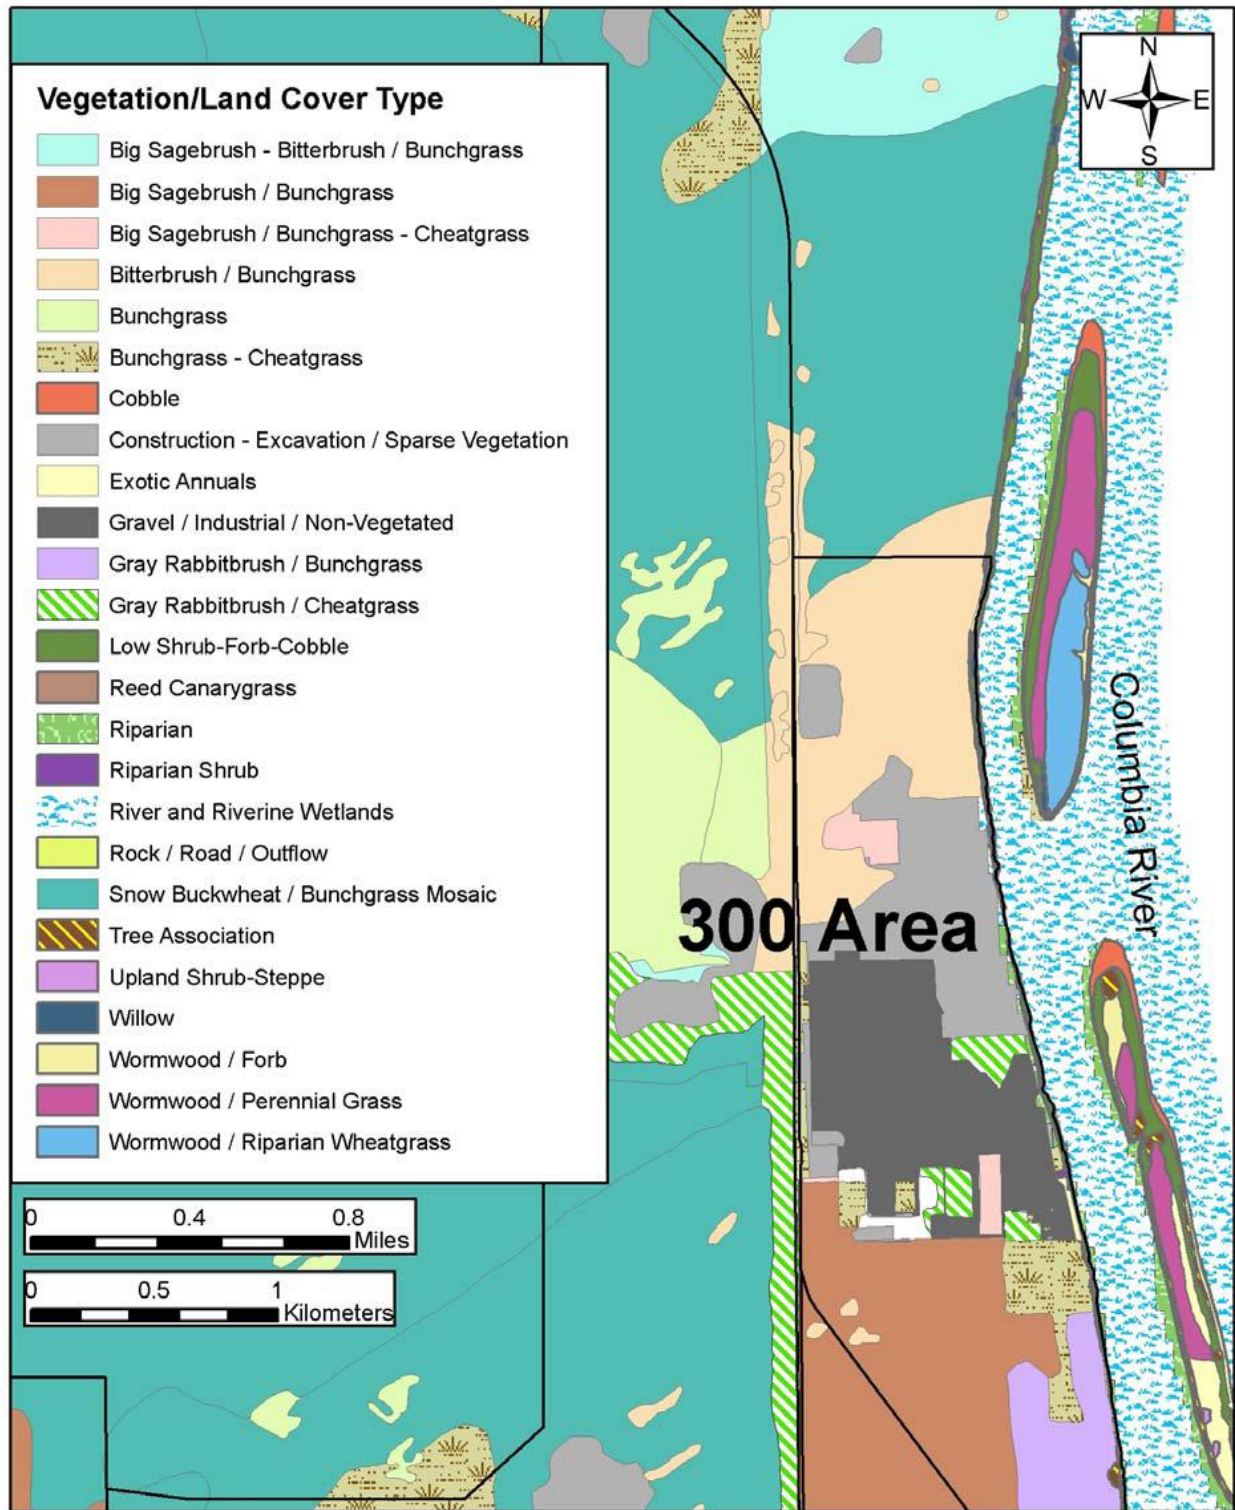 N
W E
S
Vegetation/Land Cover Type
Big Sagebrush - Bitterbrush / Bunchgrass
Big Sagebrush / Bunchgrass
Big Sagebrush / Bunchgrass - Cheatgrass
Bitterbrush / Bunchgrass
Bunchgrass
Bunchgrass - Cheatgrass
Cobble
Construction - Excavation / Sparse Vegetation
Exotic Annuals
Gravel / Industrial / Non-Vegetated
Gray Rabbitbrush / Bunchgrass
Gray Rabbitbrush / Cheatgrass
Low Shrub-Forb-Cobble
Reed Canarygrass
Riparian
Riparian Shrub
River and Riverine Wetlands
Rock / Road / Outflow
Snow Buckwheat / Bunchgrass Mosaic
Tree Association
Upland Shrub-Steppe
Willow
Wormwood / Forb
Wormwood / Perennial Grass
Wormwood / Riparian Wheatgrass
Columbia River
300 Area
0 0.4 0.8
Miles
0 0.5 1
Kilometers